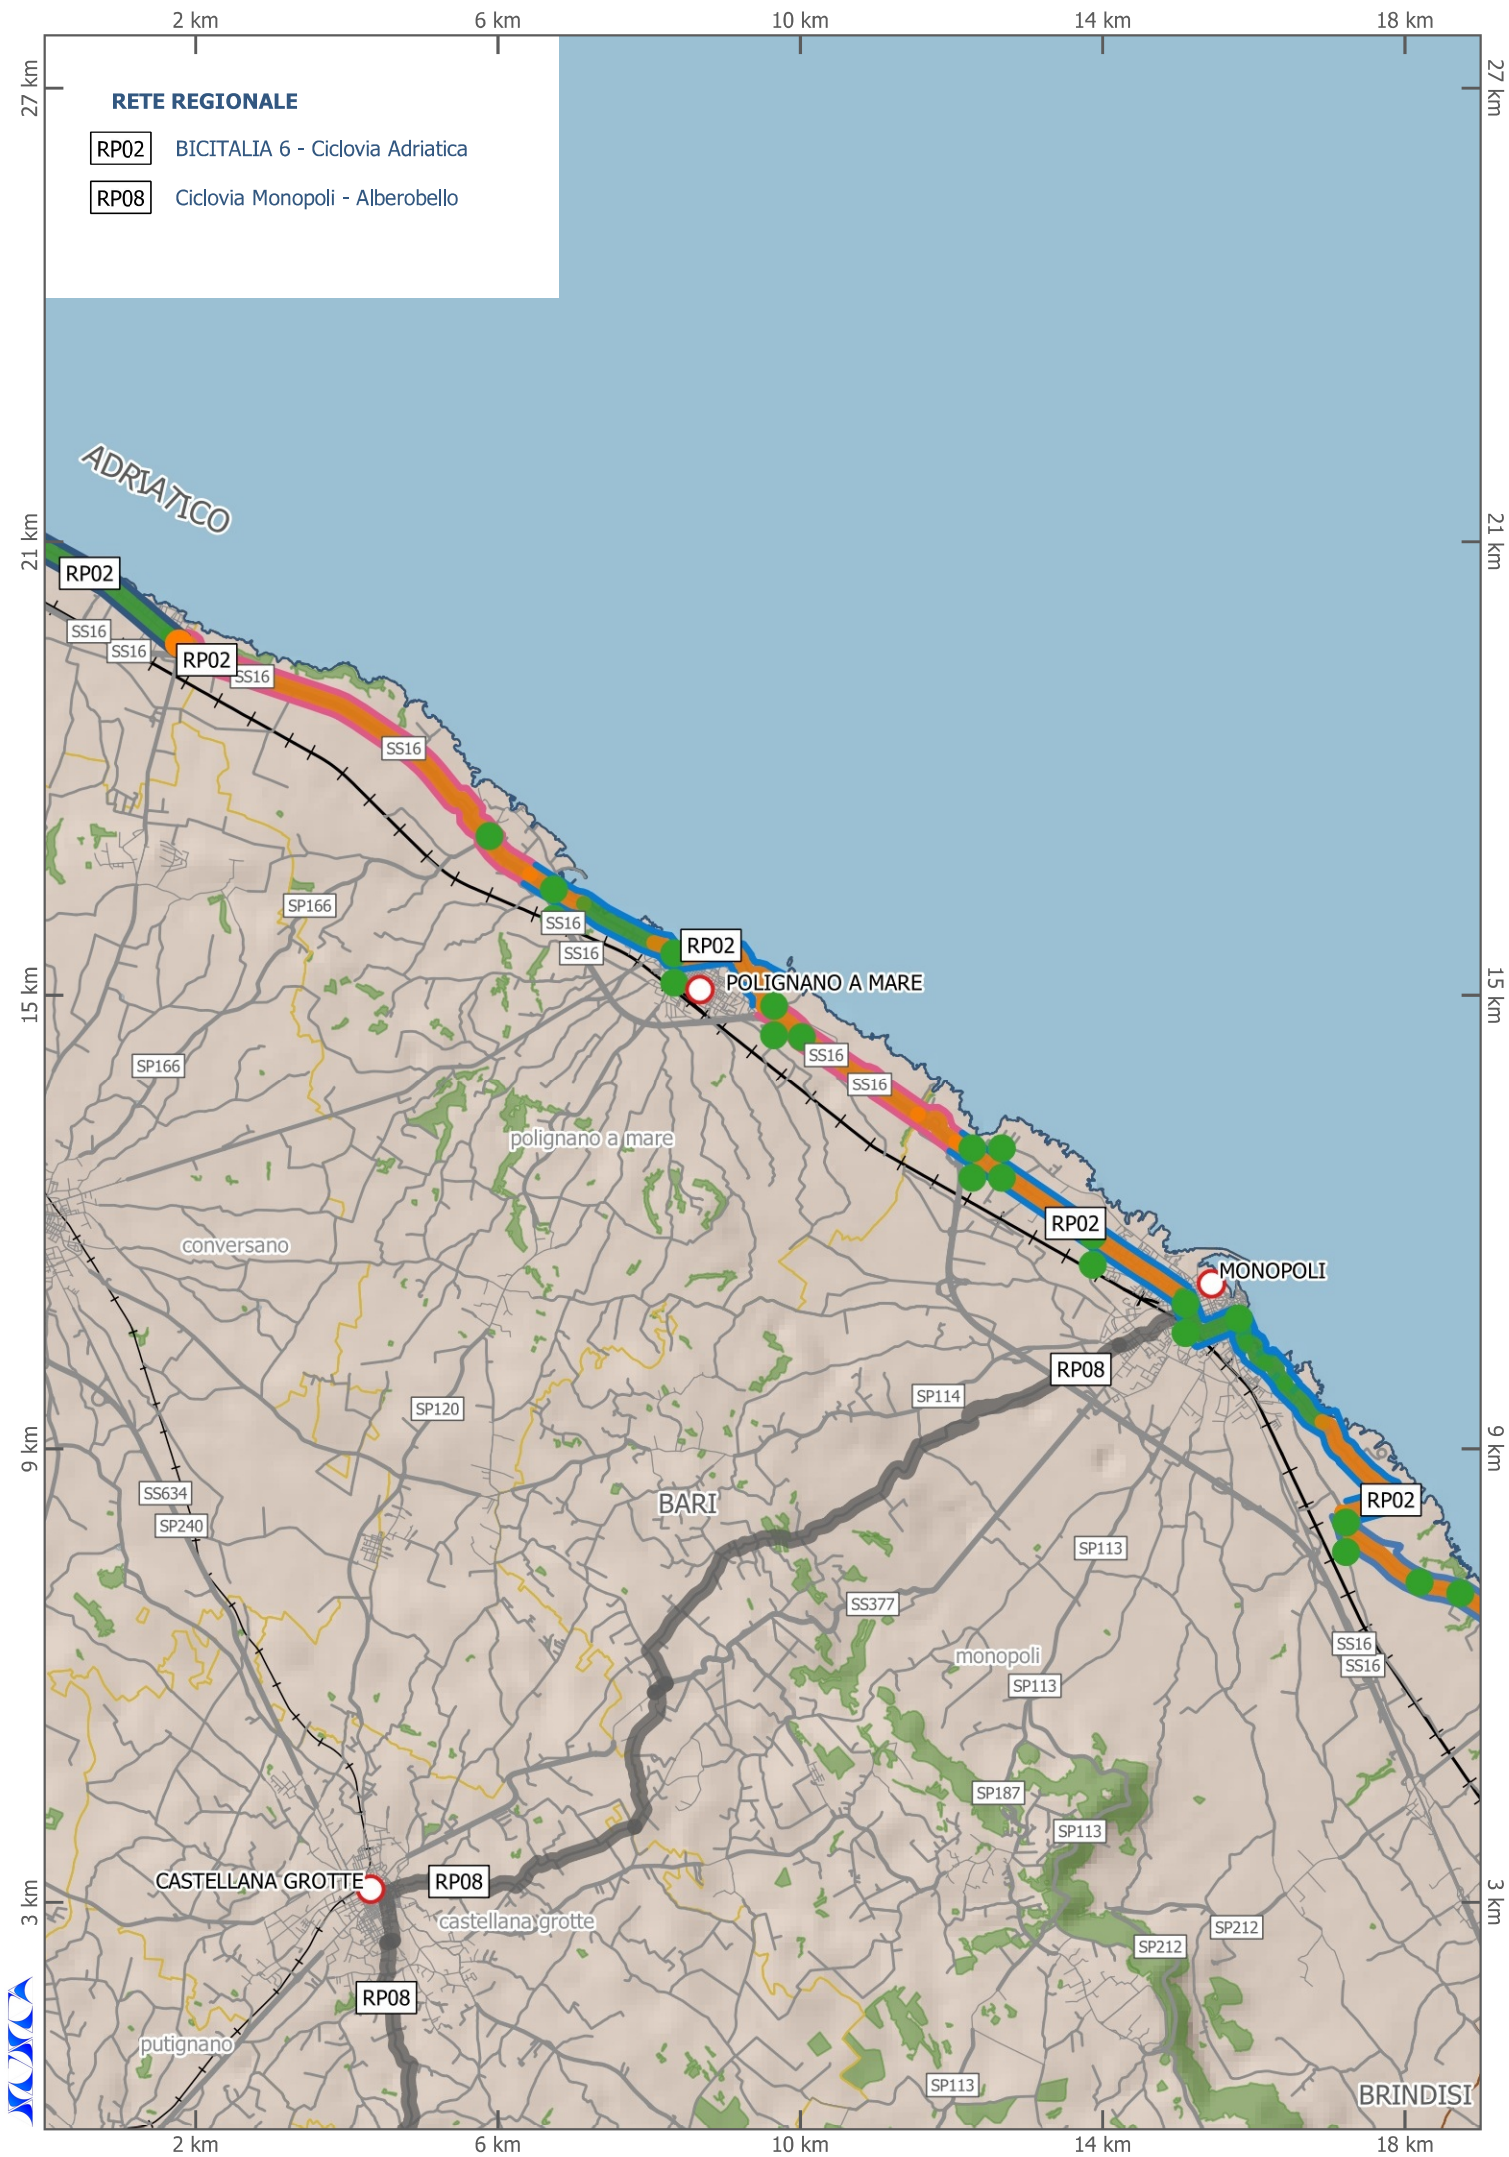 2 km 6 km 10 km 14 km 18 km
27 km
27 km
RETE REGIONALE
RP02 BICITALIA 6 - Ciclovia Adriatica
RP08 Ciclovia Monopoli - Alberobello
ADRIATICO
21 km
21 km
RP02
SS16
SS16
RP02
SS16
SS16
SP166
SS16
RP02
SS16
POLIGNANO A MARE
15 km
15 km
SS16
SP166
SS16
polignano a mare
RP02
conversano
MONOPOLI
RP08
SP114
SP120
9 km
9 km
SS634
RP02
BARI
SP240
SP113
SS377
SS16
monopoli
SS16
SP113
SP187
SP113
CASTELLANA GROTTE
RP08
3 km
3 km
castellana grotte
SP212
SP212
RP08
putignano
SP113
BRINDISI
2 km 6 km 10 km 14 km 18 km